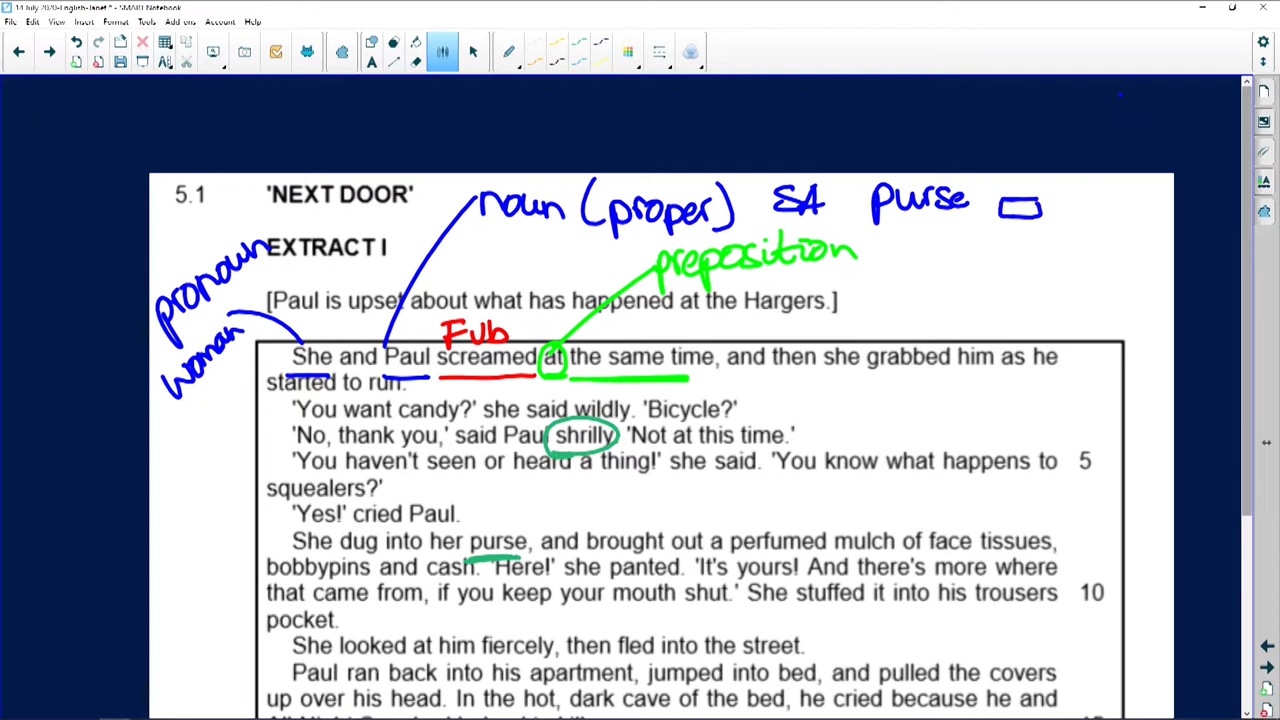 14 July 2020-English-Janet * - SMART Notebook
File Edit View Insert Format Tools Add-ons Account Help
5.1 'NEXT DOOR'
noun (proper) SA purse
EXTRACT I
preposition
pronoun
woman
[Paul is upset about what has happened at the Hargers.]
Fub
She and Paul screamed at the same time, and then she grabbed him as he
started to run.
'You want candy?' she said wildly. 'Bicycle?'
'No, thank you,' said Paul shrilly. 'Not at this time.'
'You haven't seen or heard a thing!' she said. 'You know what happens to 5
squealers?'
'Yes!' cried Paul.
She dug into her purse, and brought out a perfumed mulch of face tissues,
bobbypins and cash. 'Here!' she panted. 'It's yours! And there's more where
that came from, if you keep your mouth shut.' She stuffed it into his trousers 10
pocket.
She looked at him fiercely, then fled into the street.
Paul ran back into his apartment, jumped into bed, and pulled the covers
up over his head. In the hot, dark cave of the bed, he cried because he and